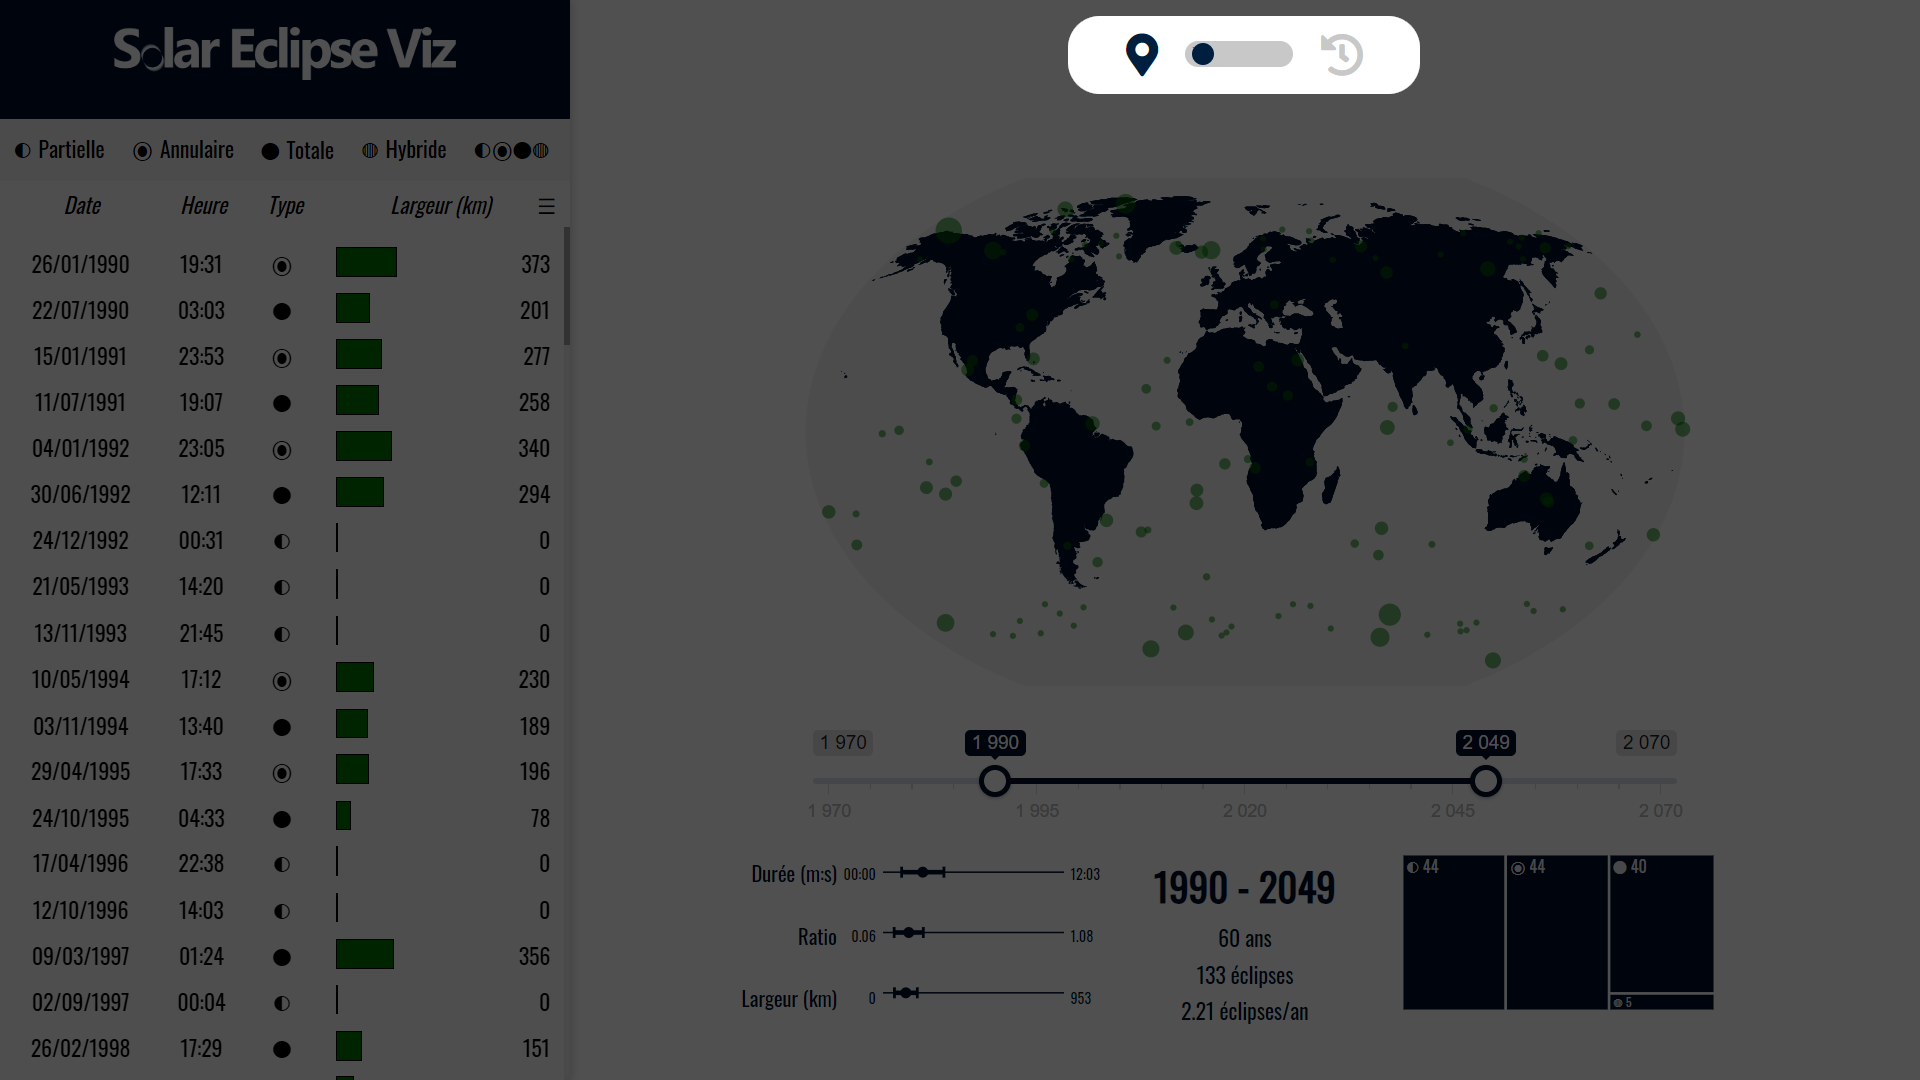 Solar Eclipse Viz
Partielle Annulaire Totale Hybride
Date Heure Type Largeur (km)
26/01/1990 19:31 373
22/07/1990 03:03 201
15/01/1991 23:53 277
11/07/1991 19:07 258
04/01/1992 23:05 340
30/06/1992 12:11 294
24/12/1992 00:31 0
21/05/1993 14:20 0
13/11/1993 21:45 0
10/05/1994 17:12 230
03/11/1994 13:40 189
29/04/1995 17:33 196
24/10/1995 04:33 78
17/04/1996 22:38 0
12/10/1996 14:03 0
09/03/1997 01:24 356
02/09/1997 00:04 0
26/02/1998 17:29 151
1 970 1 990 2 049 2 070
1 970 1 995 2 020 2 045 2 070
Durée (m:s) 00:00 12:03
Ratio 0.06 1.08
Largeur (km) 0 953
1990 - 2049
60 ans
133 éclipses
2.21 éclipses/an
44 44 40
5